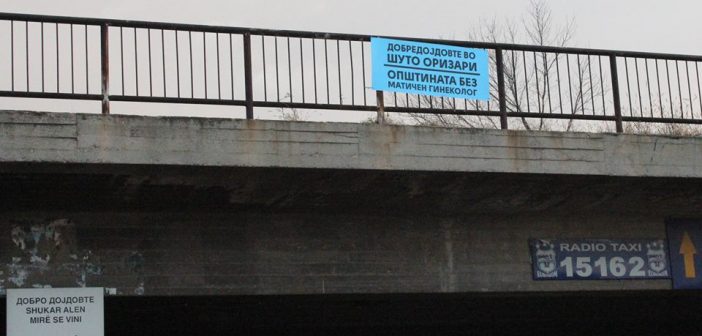 ДОБРЕДОЈДОВТЕ ВО
ШУТО ОРИЗАРИ
ОПШТИНАТА БЕЗ
МАТИЧЕН ГИНЕКОЛОГ
RADIO TAXI
15162
ДОБРО ДОЈДОВТЕ
SHUKAR ALEN
MIRË SE VINI